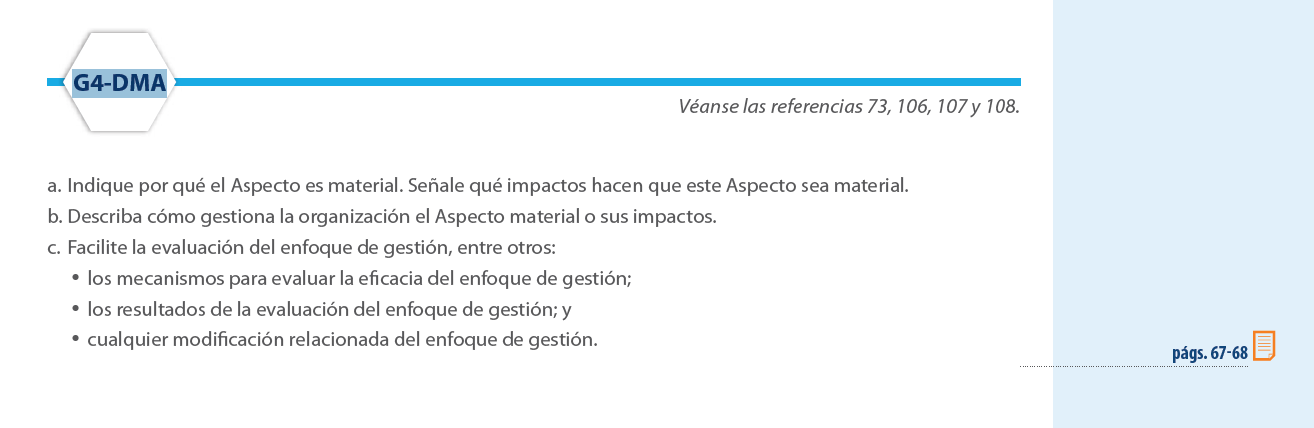 G4-DMA
Véanse las referencias 73, 106, 107 y 108.
a. Indique por qué el Aspecto es material. Señale qué impactos hacen que este Aspecto sea material.
b. Describa cómo gestiona la organización el Aspecto material o sus impactos.
c. Facilite la evaluación del enfoque de gestión, entre otros:
• los mecanismos para evaluar la eficacia del enfoque de gestión;
• los resultados de la evaluación del enfoque de gestión; y
• cualquier modificación relacionada del enfoque de gestión.
págs. 67-68